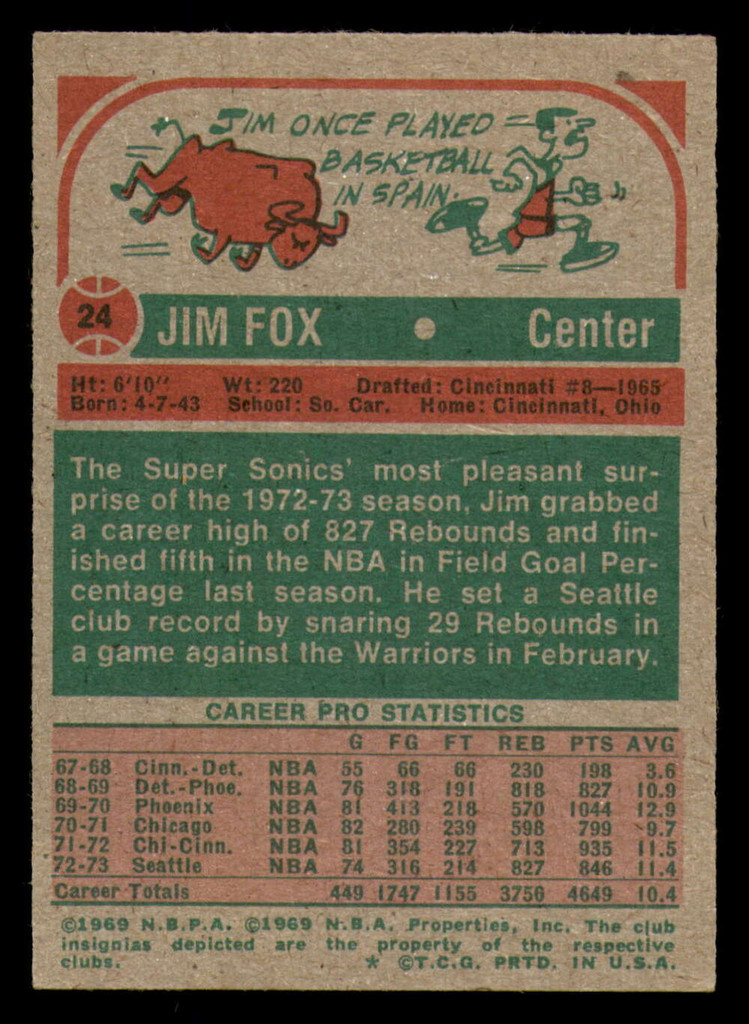 JIM ONCE PLAYED
BASKETBALL
IN SPAIN.
24 JIM FOX • Center
Ht: 6'10" Wt: 220 Drafted: Cincinnati #8—1965
Born: 4-7-43 School: So. Car. Home: Cincinnati, Ohio
The Super Sonics' most pleasant sur-
prise of the 1972-73 season, Jim grabbed
a career high of 827 Rebounds and fin-
ished fifth in the NBA in Field Goal Per-
centage last season. He set a Seattle
club record by snaring 29 Rebounds in
a game against the Warriors in February.
CAREER PRO STATISTICS
G FG FT REB PTS AVG
67-68 Cinn.-Det. NBA 55 66 66 230 198 3.6
68-69 Det.-Phoe. NBA 76 318 191 818 827 10.9
69-70 Phoenix NBA 81 413 218 570 1044 12.9
70-71 Chicago NBA 82 280 239 598 799 9.7
71-72 Chi-Cinn. NBA 81 354 227 713 935 11.5
72-73 Seattle NBA 74 316 214 827 846 11.4
Career Totals 449 1747 1155 3756 4649 10.4
©1969 N.B.P.A. ©1969 N.B.A. Properties, Inc. The club
insignias depicted are the property of the respective
clubs. * ©T.C.G. PRTD. IN U.S.A.